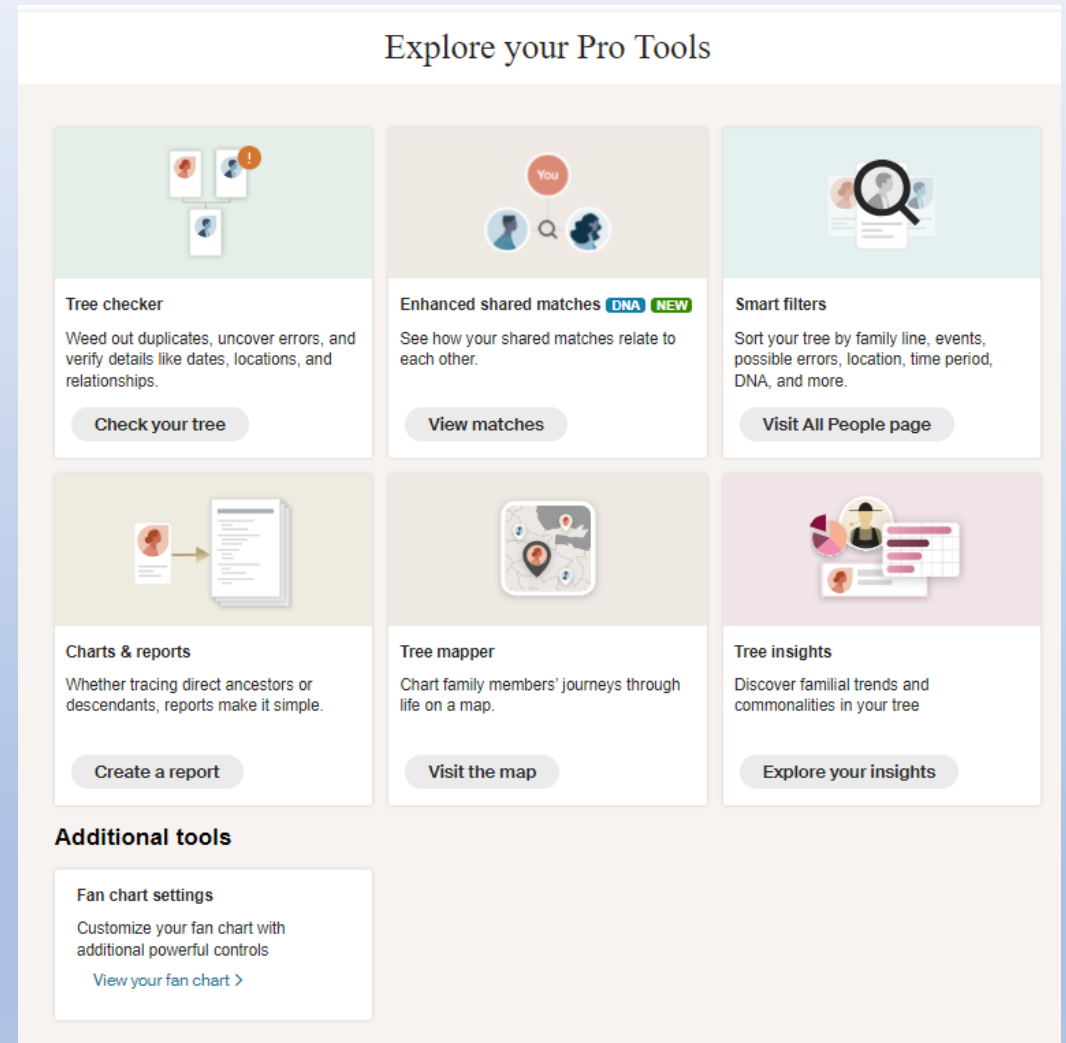 Explore your Pro Tools
!
You
Tree checker
Weed out duplicates, uncover errors, and
verify details like dates, locations, and
relationships.
Check your tree
Enhanced shared matches DNA NEW
See how your shared matches relate to
each other.
View matches
Smart filters
Sort your tree by family line, events,
possible errors, location, time period,
DNA, and more.
Visit All People page
Charts & reports
Whether tracing direct ancestors or
descendants, reports make it simple.
Create a report
Tree mapper
Chart family members’ journeys through
life on a map.
Visit the map
Tree insights
Discover familial trends and
commonalities in your tree
Explore your insights
Additional tools
Fan chart settings
Customize your fan chart with
additional powerful controls
View your fan chart >